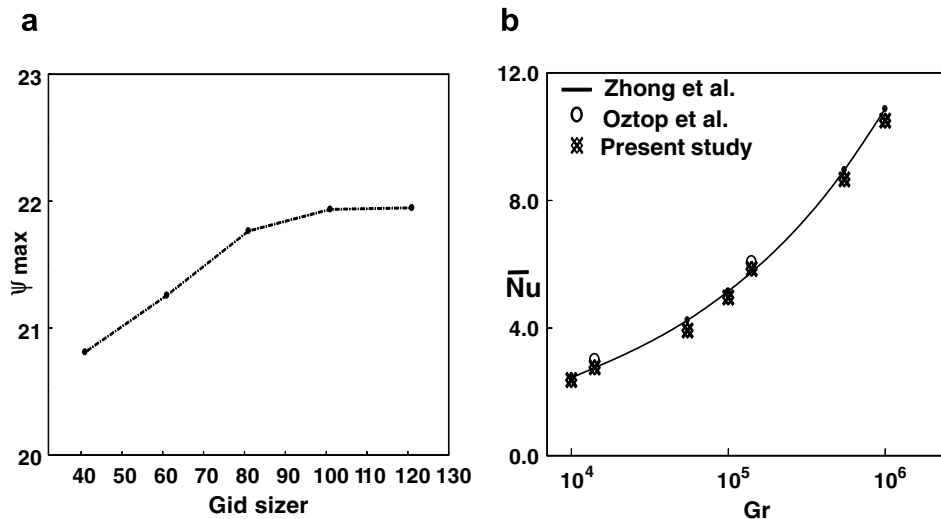 a
23
22
21
20
ψ max
40 50 60 70 80 90 100 110 120 130
Gid sizer
b
12.0
8.0
4.0
0.0
Nu
Zhong et al.
Oztop et al.
Present study
10⁴ 10⁵ 10⁶
Gr